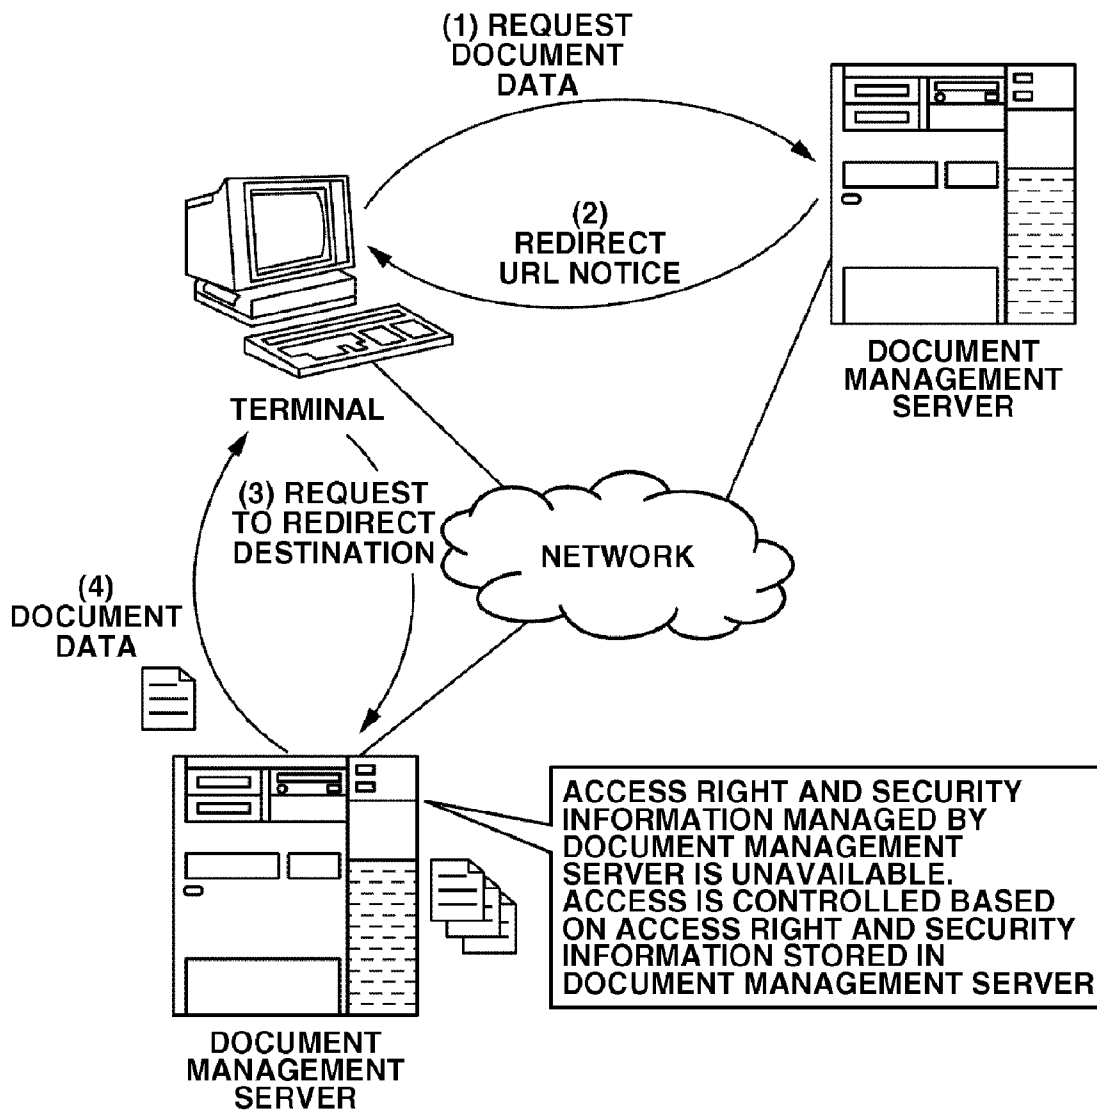 (1) REQUEST
DOCUMENT
DATA
(2)
REDIRECT
URL NOTICE
DOCUMENT
MANAGEMENT
SERVER
TERMINAL
(3) REQUEST
TO REDIRECT
DESTINATION
NETWORK
(4)
DOCUMENT
DATA
ACCESS RIGHT AND SECURITY
INFORMATION MANAGED BY
DOCUMENT MANAGEMENT
SERVER IS UNAVAILABLE.
ACCESS IS CONTROLLED BASED
ON ACCESS RIGHT AND SECURITY
INFORMATION STORED IN
DOCUMENT MANAGEMENT SERVER
DOCUMENT
MANAGEMENT
SERVER